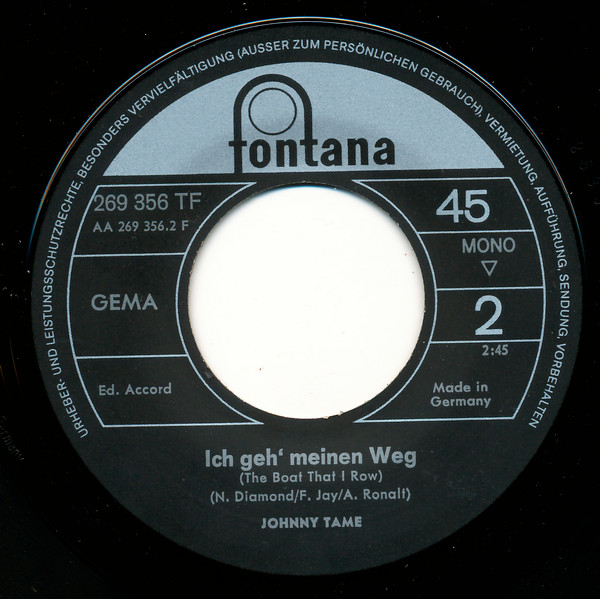 URHEBER- UND LEISTUNGSSCHUTZRECHTE, BESONDERS VERVIELFÄLTIGUNG (AUSSER ZUM PERSÖNLICHEN GEBRAUCH), VERMIETUNG, AUFFÜHRUNG, SENDUNG, VORBEHALTEN
fontana
269 356 TF
AA 269 356.2 F
GEMA
Ed. Accord
45
MONO
2
2:45
Made in
Germany
Ich geh' meinen Weg
(The Boat That I Row)
(N. Diamond/F. Jay/A. Ronalt)
JOHNNY TAME